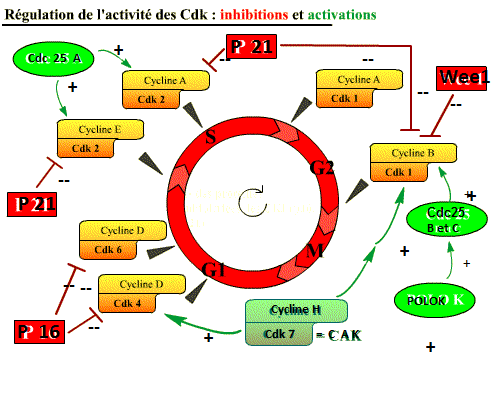 Régulation de l'activité des Cdk : inhibitions et activations
Cdc 25 A
+
P 21
--
--
Cycline A
Cdk 2
Cycline A
Cdk 1
Wee1
--
--
+
Cycline E
Cdk 2
S
G2
Cycline B
Cdk 1
--
P 21
--
+
Cdc25
B et C
Cycline D
Cdk 6
M
G1
+
+
Cycline D
Cdk 4
POLO K
--
Cycline H
P 16
--
+
Cdk 7
= CAK
+